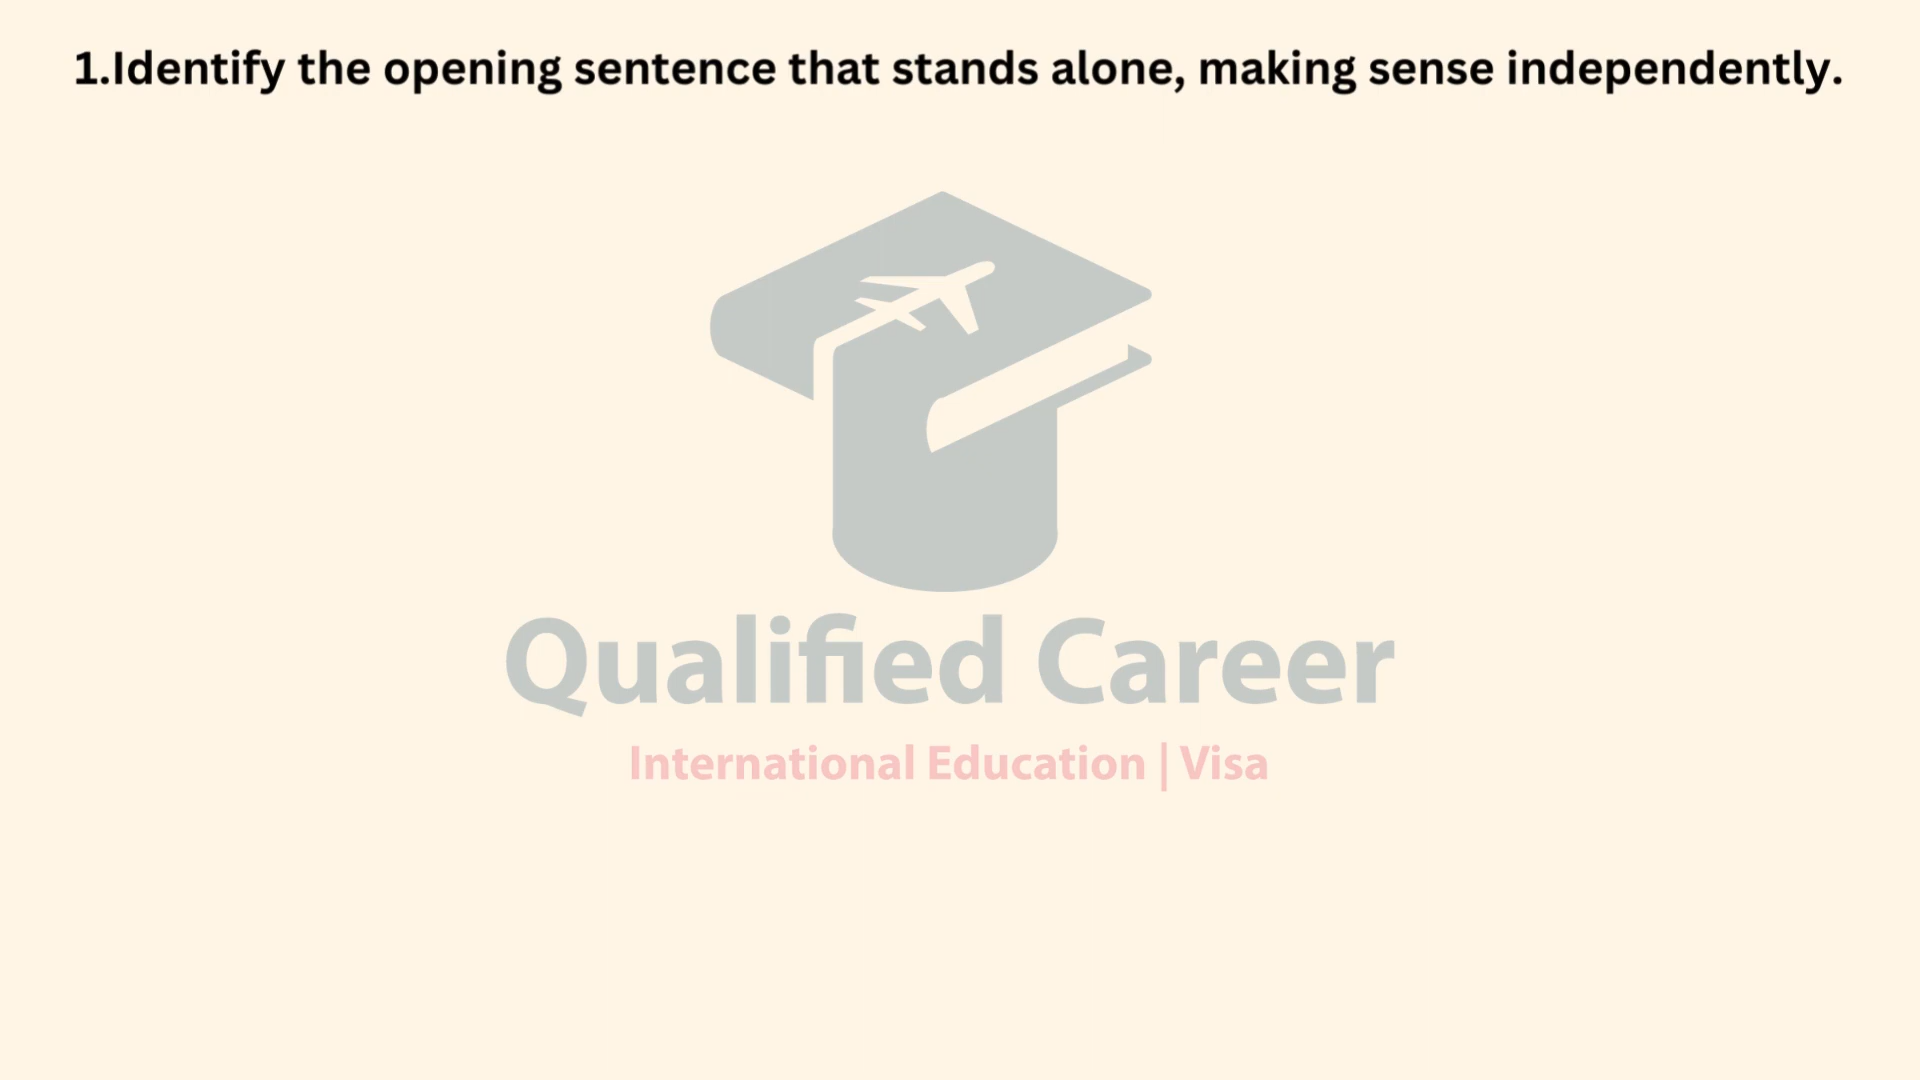 1.Identify the opening sentence that stands alone, making sense independently.
Qualified Career
International Education | Visa